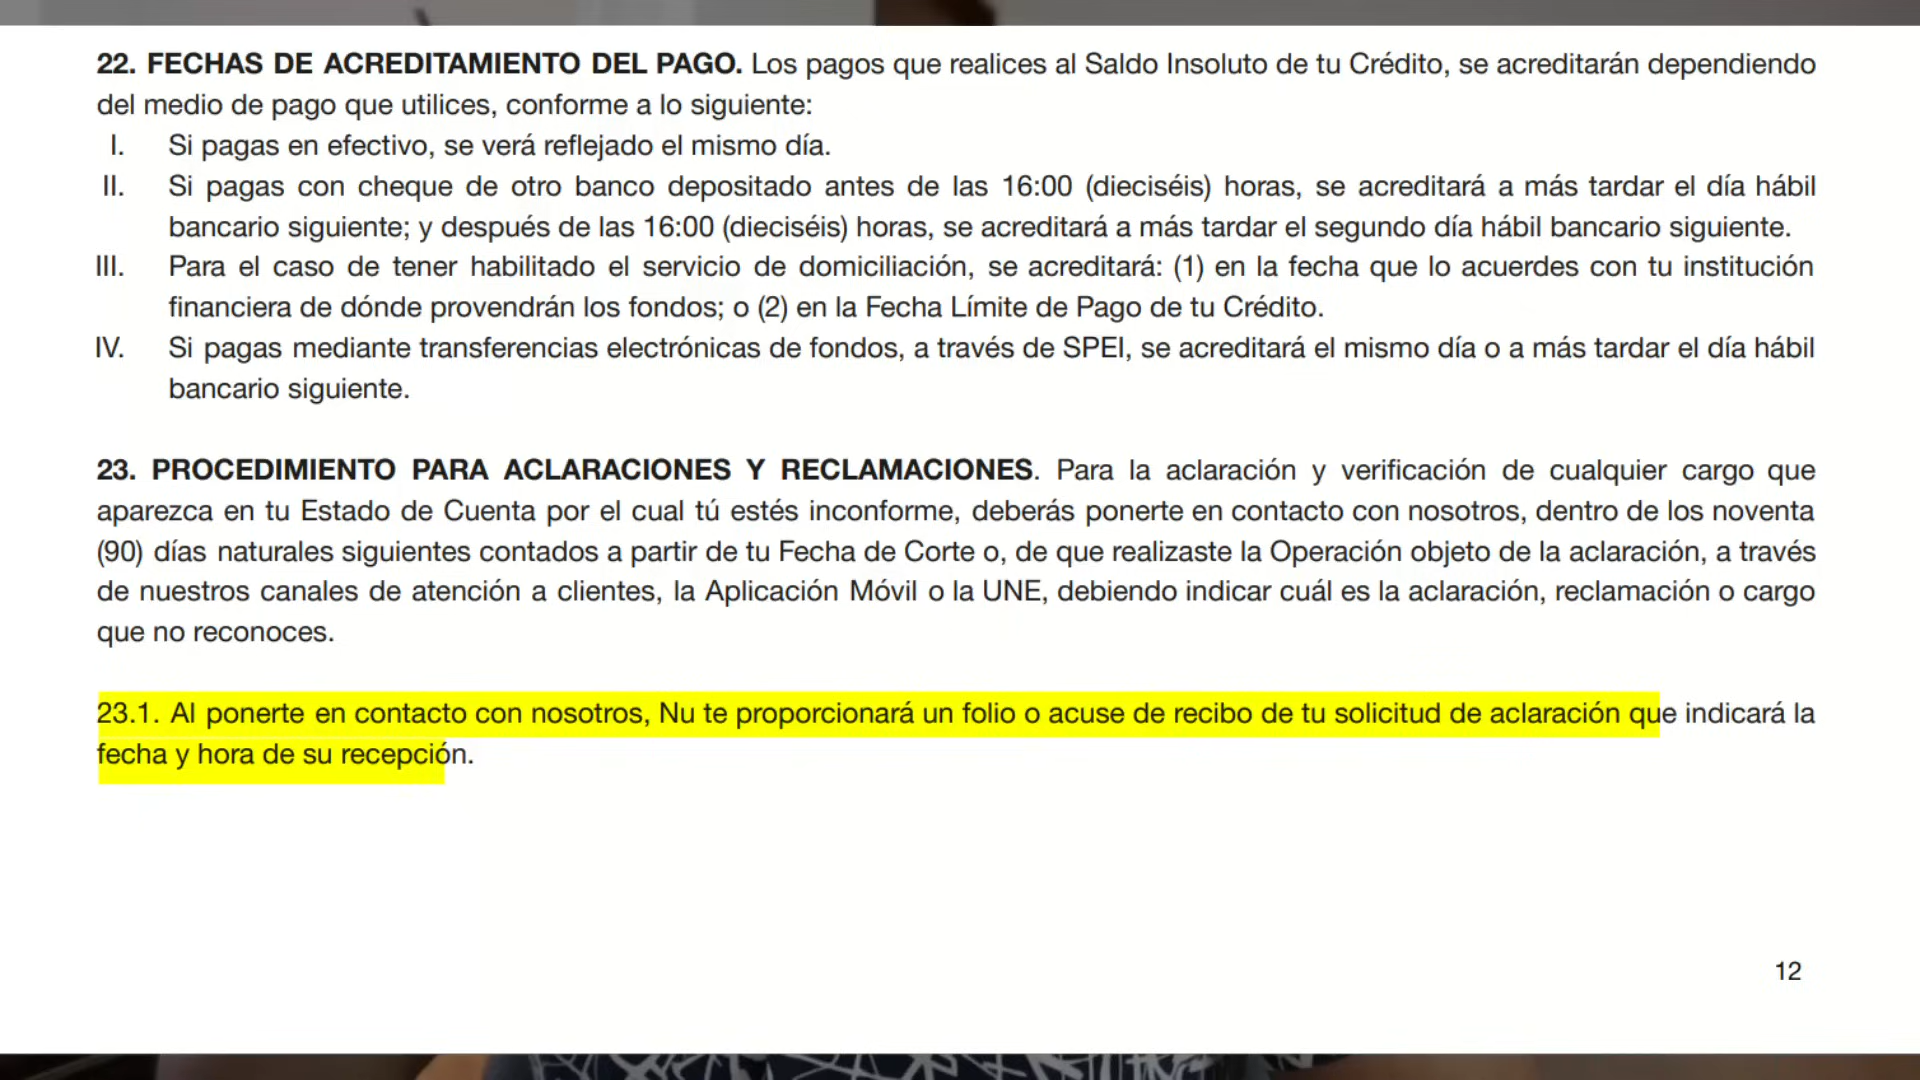 22. FECHAS DE ACREDITAMIENTO DEL PAGO. Los pagos que realices al Saldo Insoluto de tu Crédito, se acreditarán dependiendo
del medio de pago que utilices, conforme a lo siguiente:
I. Si pagas en efectivo, se verá reflejado el mismo día.
II. Si pagas con cheque de otro banco depositado antes de las 16:00 (dieciséis) horas, se acreditará a más tardar el día hábil
bancario siguiente; y después de las 16:00 (dieciséis) horas, se acreditará a más tardar el segundo día hábil bancario siguiente.
III. Para el caso de tener habilitado el servicio de domiciliación, se acreditará: (1) en la fecha que lo acuerdes con tu institución
financiera de dónde provendrán los fondos; o (2) en la Fecha Límite de Pago de tu Crédito.
IV. Si pagas mediante transferencias electrónicas de fondos, a través de SPEI, se acreditará el mismo día o a más tardar el día hábil
bancario siguiente.
23. PROCEDIMIENTO PARA ACLARACIONES Y RECLAMACIONES. Para la aclaración y verificación de cualquier cargo que
aparezca en tu Estado de Cuenta por el cual tú estés inconforme, deberás ponerte en contacto con nosotros, dentro de los noventa
(90) días naturales siguientes contados a partir de tu Fecha de Corte o, de que realizaste la Operación objeto de la aclaración, a través
de nuestros canales de atención a clientes, la Aplicación Móvil o la UNE, debiendo indicar cuál es la aclaración, reclamación o cargo
que no reconoces.
23.1. Al ponerte en contacto con nosotros, Nu te proporcionará un folio o acuse de recibo de tu solicitud de aclaración que indicará la
fecha y hora de su recepción.
12